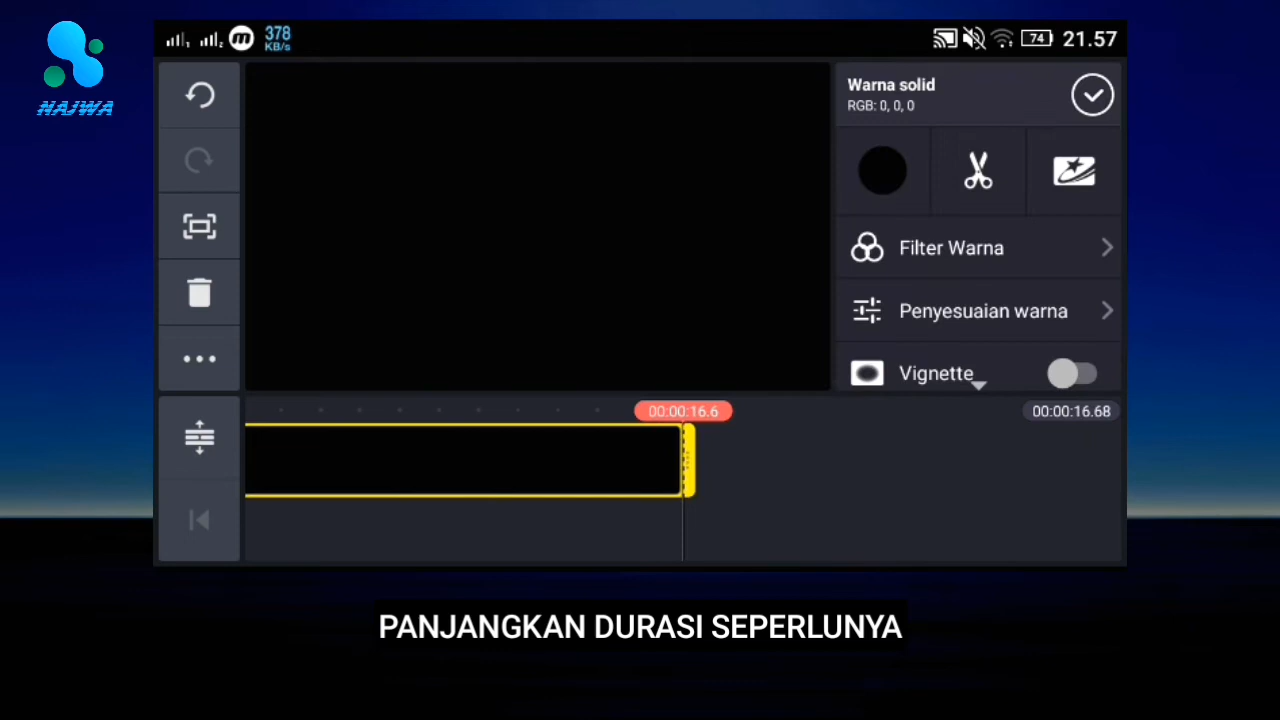 378
KB/s
74
21.57
NAJWA
Warna solid
RGB: 0, 0, 0
Filter Warna
Penyesuaian warna
Vignette
00:00:16.6
00:00:16.68
PANJANGKAN DURASI SEPERLUNYA